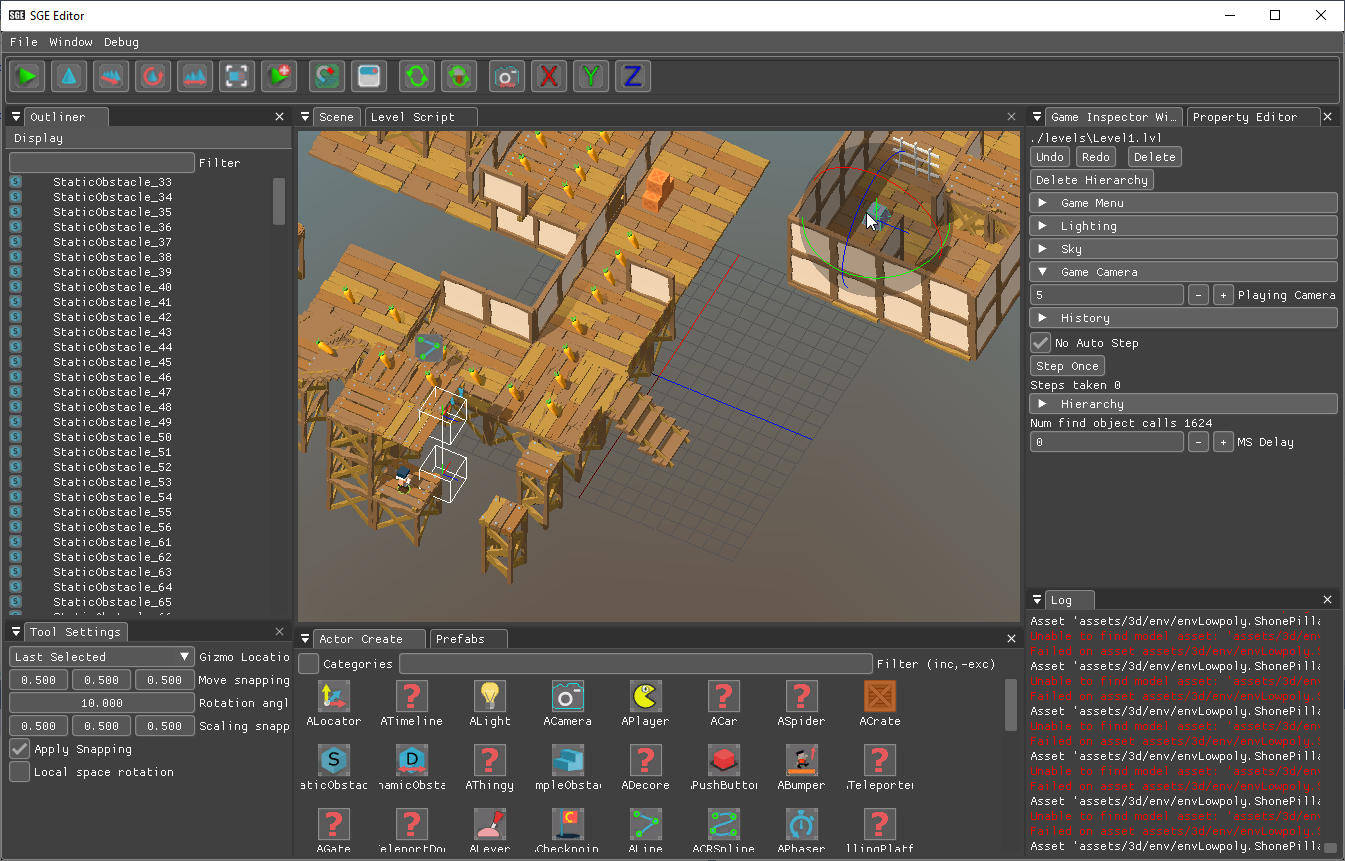 SGE SGE Editor
File Window Debug
X Y Z
Outliner
Display
Filter
StaticObstacle_33
StaticObstacle_34
StaticObstacle_35
StaticObstacle_36
StaticObstacle_37
StaticObstacle_38
StaticObstacle_39
StaticObstacle_40
StaticObstacle_41
StaticObstacle_42
StaticObstacle_43
StaticObstacle_44
StaticObstacle_45
StaticObstacle_46
StaticObstacle_47
StaticObstacle_48
StaticObstacle_49
StaticObstacle_50
StaticObstacle_51
StaticObstacle_52
StaticObstacle_53
StaticObstacle_54
StaticObstacle_55
StaticObstacle_56
StaticObstacle_61
StaticObstacle_62
StaticObstacle_63
StaticObstacle_64
StaticObstacle_65
Tool Settings
Last Selected Gizmo Locatio
0.500 0.500 0.500 Move snapping
10.000 Rotation angl
0.500 0.500 0.500 Scaling snapp
Apply Snapping
Local space rotation
Scene Level Script
Actor Create Prefabs
Categories Filter (inc,-exc)
ALocator ATimeline ALight ACamera APlayer ACar ASpider ACrate
S D
aticObstac namicObsta AThingy mpleObsta ADecore .PushButton ABumper .Teleporter
C
AGate eleportDo ALever .Checkpoin ALine ACRSpline APhaser llingPlatf
Game Inspector Wi… Property Editor
./levels\Level1.lvl
Undo Redo Delete
Delete Hierarchy
Game Menu
Lighting
Sky
Game Camera
5 - + Playing Camera
History
No Auto Step
Step Once
Steps taken 0
Hierarchy
Num find object calls 1624
0 - + MS Delay
Log
Asset 'assets/3d/env/envLowpoly.ShonePilla
Unable to find model asset: 'assets/3d/env
Failed on asset assets/3d/env/envLowpoly.
Asset 'assets/3d/env/envLowpoly.ShonePilla
Unable to find model asset: 'assets/3d/env
Failed on asset assets/3d/env/envLowpoly.
Asset 'assets/3d/env/envLowpoly.ShonePilla
Unable to find model asset: 'assets/3d/env
Failed on asset assets/3d/env/envLowpoly.
Asset 'assets/3d/env/envLowpoly.ShonePilla
Unable to find model asset: 'assets/3d/env
Failed on asset assets/3d/env/envLowpoly.
Asset 'assets/3d/env/envLowpoly.ShonePilla
Unable to find model asset: 'assets/3d/env
Failed on asset assets/3d/env/envLowpoly.
Asset 'assets/3d/env/envLowpoly.ShonePilla